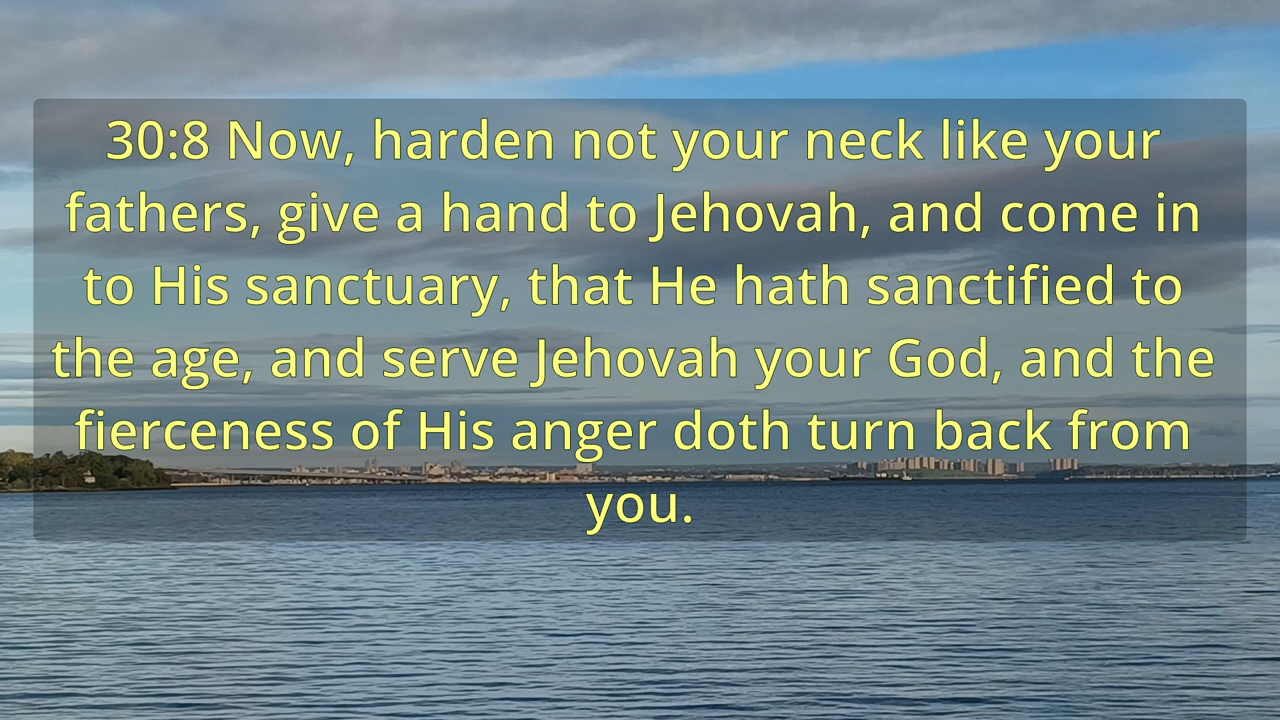 30:8 Now, harden not your neck like your
fathers, give a hand to Jehovah, and come in
to His sanctuary, that He hath sanctified to
the age, and serve Jehovah your God, and the
fierceness of His anger doth turn back from
you.